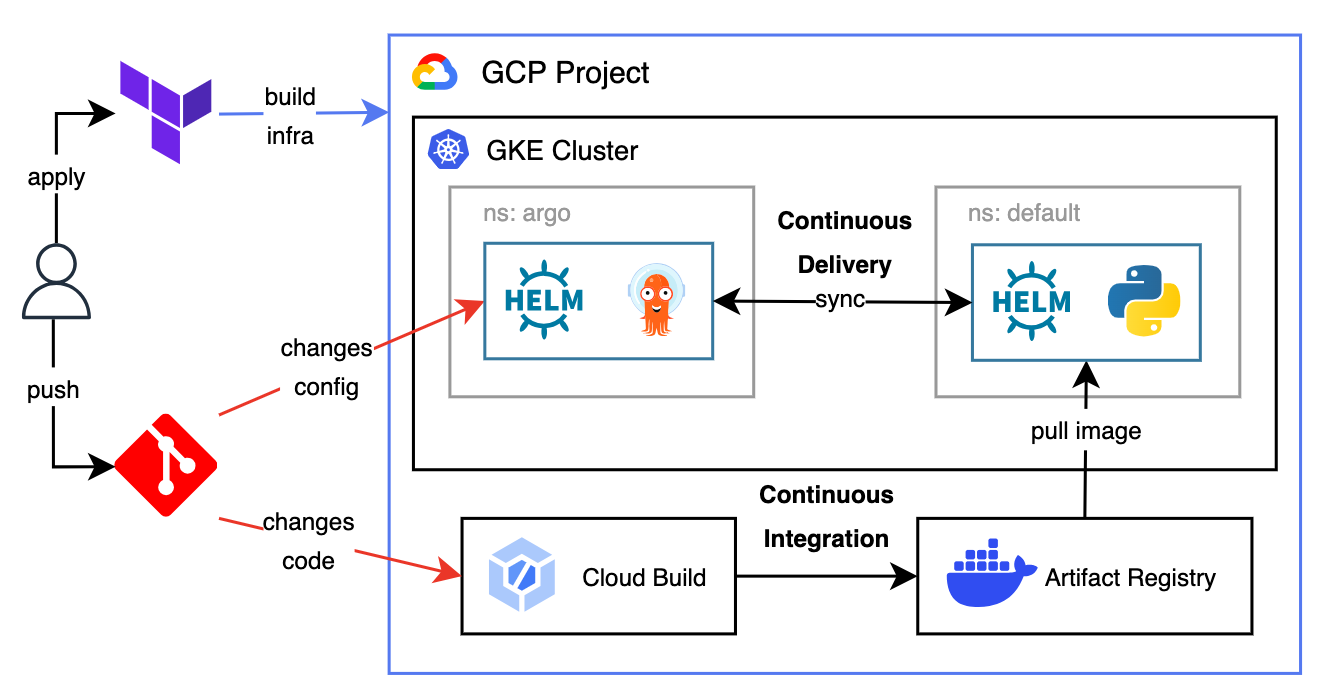 GCP Project
build
infra
GKE Cluster
apply
ns: argo
Continuous
Delivery
sync
ns: default
HELM
HELM
changes
config
push
pull image
Continuous
Integration
changes
code
Cloud Build
Artifact Registry